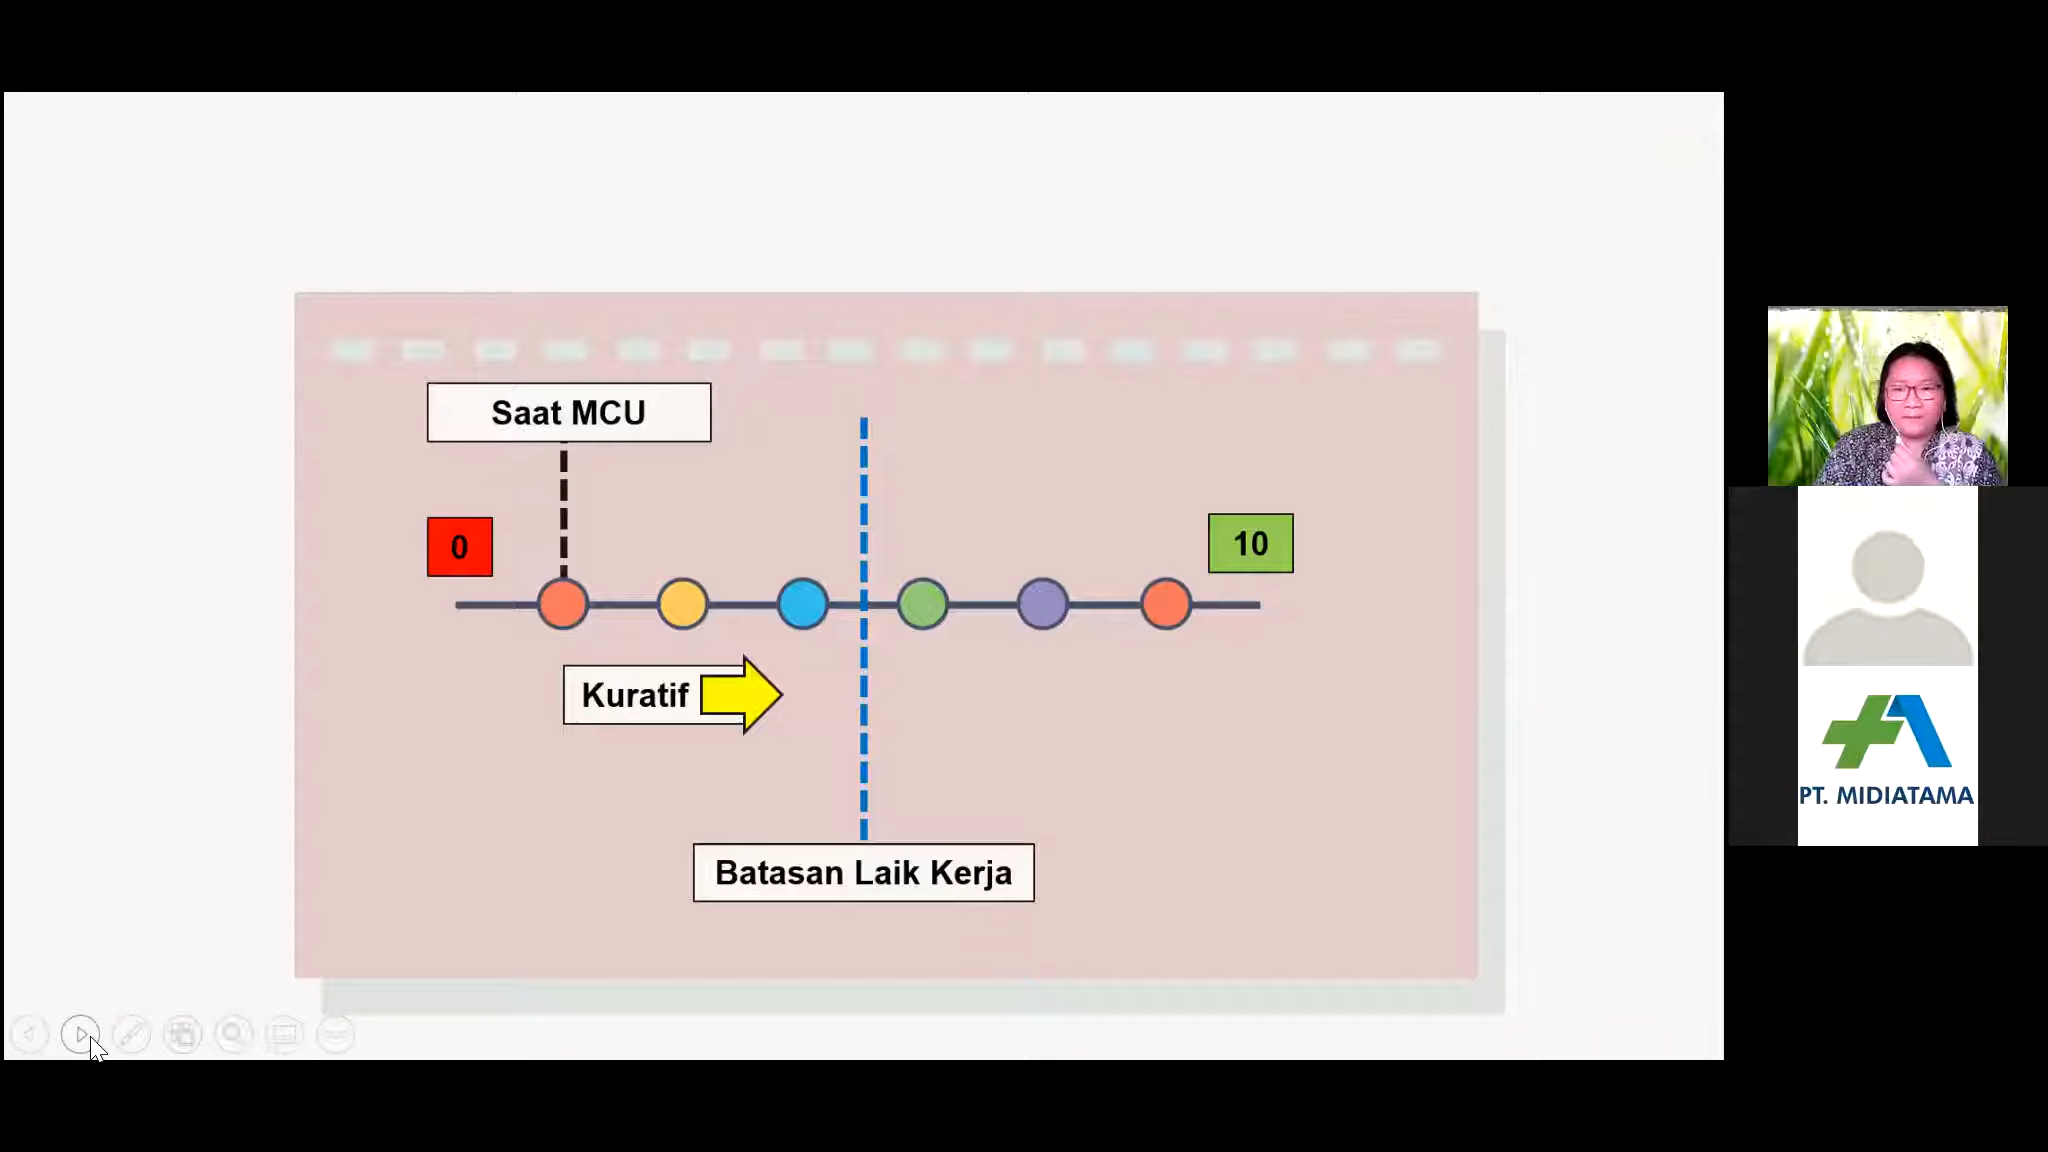 Saat MCU
0
10
Kuratif
Batasan Laik Kerja
PT. MIDIATAMA